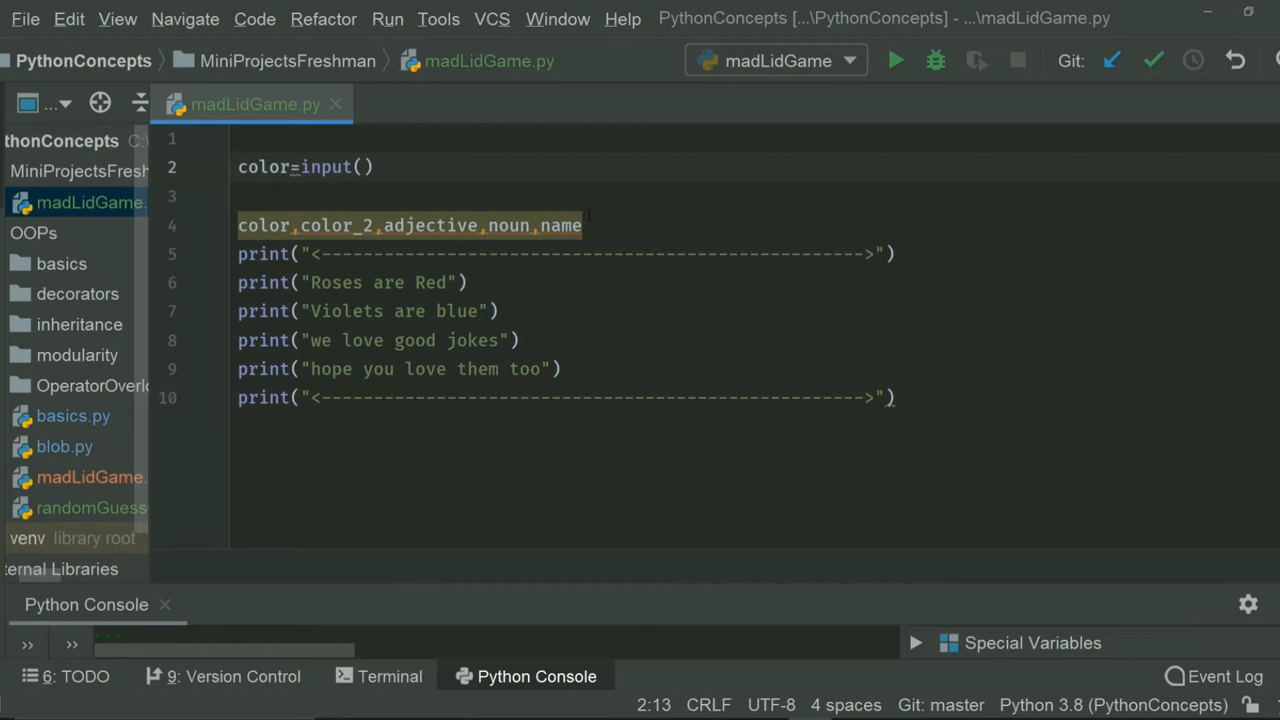 File Edit View Navigate Code Refactor Run Tools VCS Window Help PythonConcepts [...\PythonConcepts] - ...\madLidGame.py
PythonConcepts MiniProjectsFreshman madLidGame.py madLidGame Git:
... madLidGame.py
thonConcepts C:\
MiniProjectsFresh
madLidGame.
OOPs
basics
decorators
inheritance
modularity
OperatorOverlo
basics.py
blob.py
madLidGame.
randomGuess
venv library root
ternal Libraries
1
2 color=input()
3
4 color,color_2,adjective,noun,name
5 print("<---------------------------------------------------->")
6 print("Roses are Red")
7 print("Violets are blue")
8 print("we love good jokes")
9 print("hope you love them too")
10 print("<---------------------------------------------------->")
Python Console
>> >> ... Special Variables
6: TODO 9: Version Control Terminal Python Console Event Log
2:13 CRLF UTF-8 4 spaces Git: master Python 3.8 (PythonConcepts)